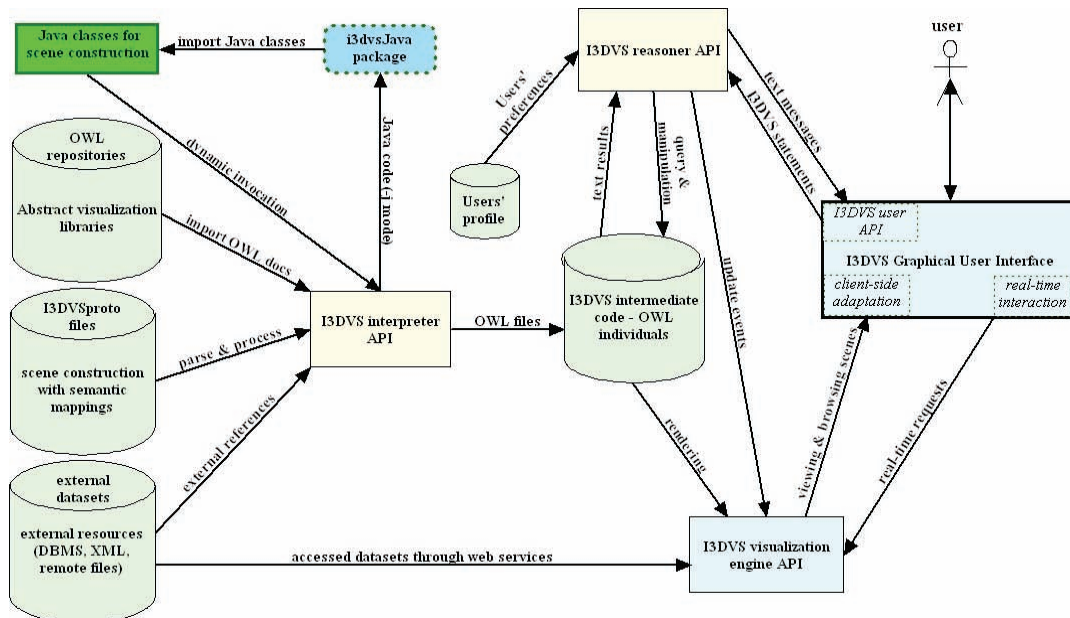 Java classes for
scene construction
import Java classes
i3dvsJava
package
I3DVS reasoner API
user
Users'
preferences
text messages
I3DVS statements
OWL
repositories
Abstract visualization
libraries
dynamic invocation
Java code (-j mode)
text results
query &
manipulation
Users'
profile
import OWL docs
I3DVS user
API
I3DVS Graphical User Interface
client-side
adaptation
real-time
interaction
update events
I3DVSproto
files
scene construction
with semantic
mappings
parse & process
I3DVS interpreter
API
OWL files
I3DVS intermediate
code - OWL
individuals
external references
rendering
viewing & browsing scenes
real-time requests
external
datasets
external resources
(DBMS, XML,
remote files)
accessed datasets through web services
I3DVS visualization
engine API